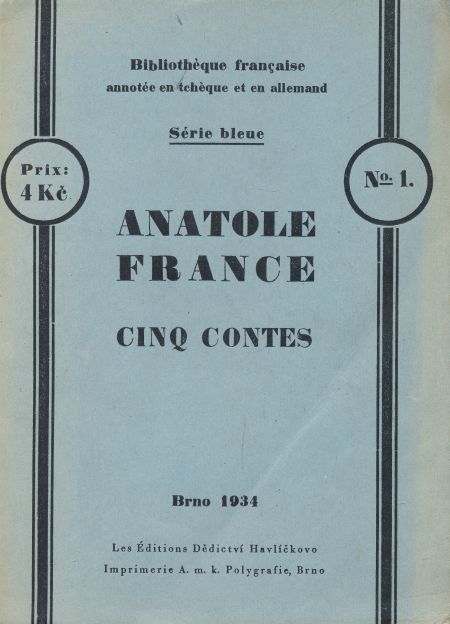 Bibliothèque française
annotée en tchèque et en allemand
Série bleue
Prix:
4 Kč
No. 1.
ANATOLE
FRANCE
CINQ CONTES
Brno 1934
Les Éditions Dědictví Havlíčkovo
Imprimerie A. m. k. Polygrafie, Brno